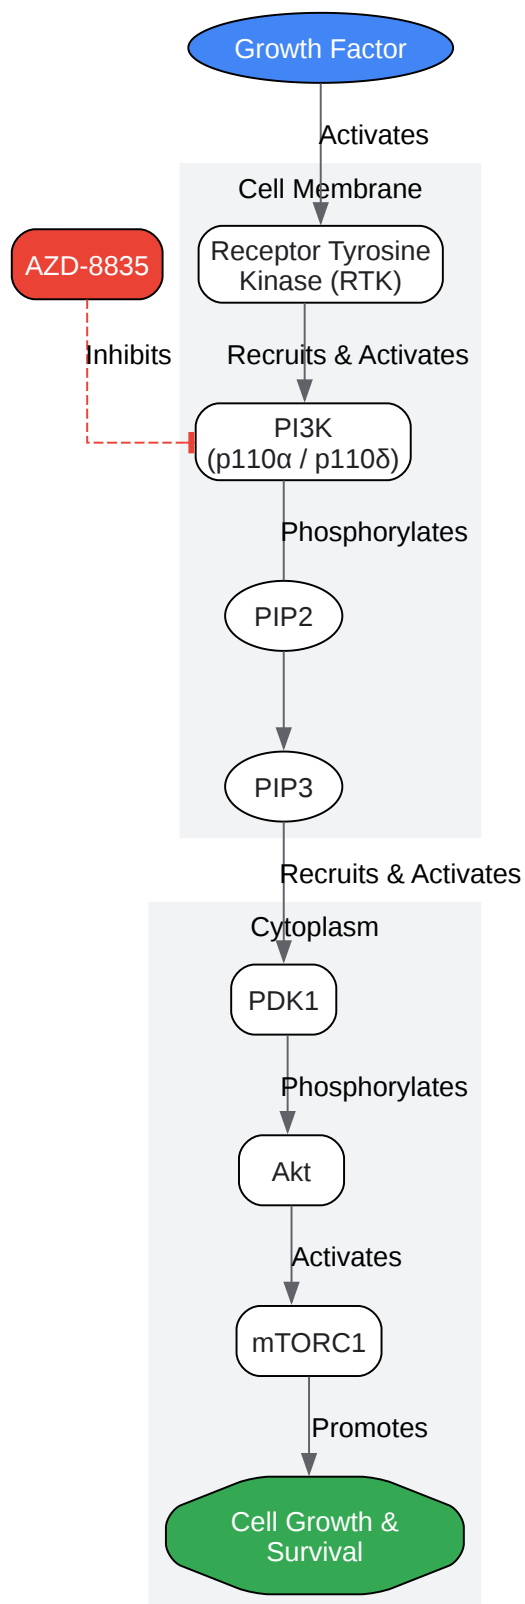 Growth Factor
Activates
Cell Membrane
Receptor Tyrosine
Kinase (RTK)
AZD-8835
Inhibits
Recruits & Activates
PI3K
(p110α / p110δ)
Phosphorylates
PIP2
PIP3
Recruits & Activates
Cytoplasm
PDK1
Phosphorylates
Akt
Activates
mTORC1
Promotes
Cell Growth &
Survival